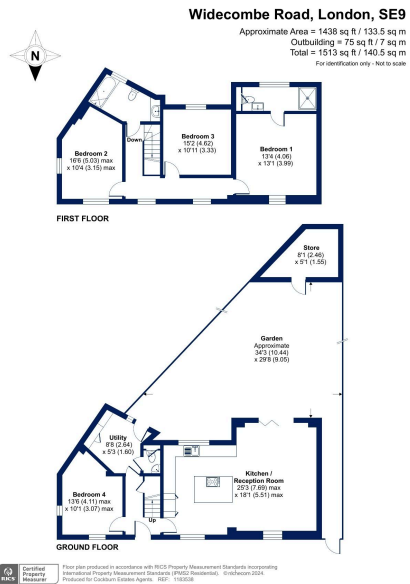 Widecombe Road, London, SE9
Approximate Area = 1438 sq ft / 133.5 sq m
Outbuilding = 75 sq ft / 7 sq m
Total = 1513 sq ft / 140.5 sq m
For identification only - Not to scale
N
Bedroom 2
16'6 (5.03) max
x 10'4 (3.15) max
Down
Bedroom 3
15'2 (4.62)
x 10'11 (3.33)
Bedroom 1
13'4 (4.06)
x 13'1 (3.99)
FIRST FLOOR
Store
8'1 (2.46)
x 5'1 (1.55)
Garden
Approximate
34'3 (10.44)
x 29'8 (9.05)
Utility
8'8 (2.64)
x 5'3 (1.60)
Kitchen /
Reception Room
25'3 (7.69) max
x 18'1 (5.51) max
Bedroom 4
13'6 (4.11) max
x 10'1 (3.07) max
Up
GROUND FLOOR
RICS
Certified
Property
Measurer
Floor plan produced in accordance with RICS Property Measurement Standards incorporating
International Property Measurement Standards (IPMS2 Residential). ©nichecom 2024.
Produced for Cockburn Estates Agents. REF: 1193538